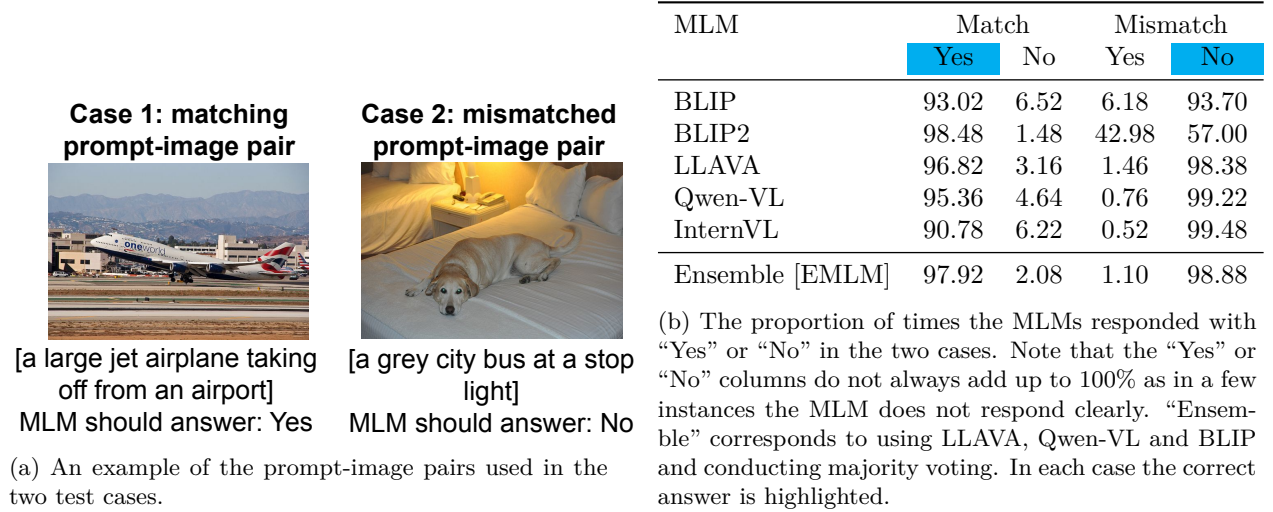 Case 1: matching
prompt-image pair
oneworld
[a large jet airplane taking
off from an airport]
MLM should answer: Yes
Case 2: mismatched
prompt-image pair
[a grey city bus at a stop
light]
MLM should answer: No
(a) An example of the prompt-image pairs used in the
two test cases.
MLM Match Mismatch
Yes No Yes No
BLIP 93.02 6.52 6.18 93.70
BLIP2 98.48 1.48 42.98 57.00
LLAVA 96.82 3.16 1.46 98.38
Qwen-VL 95.36 4.64 0.76 99.22
InternVL 90.78 6.22 0.52 99.48
Ensemble [EMLM] 97.92 2.08 1.10 98.88
(b) The proportion of times the MLMs responded with
“Yes” or “No” in the two cases. Note that the “Yes” or
“No” columns do not always add up to 100% as in a few
instances the MLM does not respond clearly. “Ensem-
ble” corresponds to using LLAVA, Qwen-VL and BLIP
and conducting majority voting. In each case the correct
answer is highlighted.